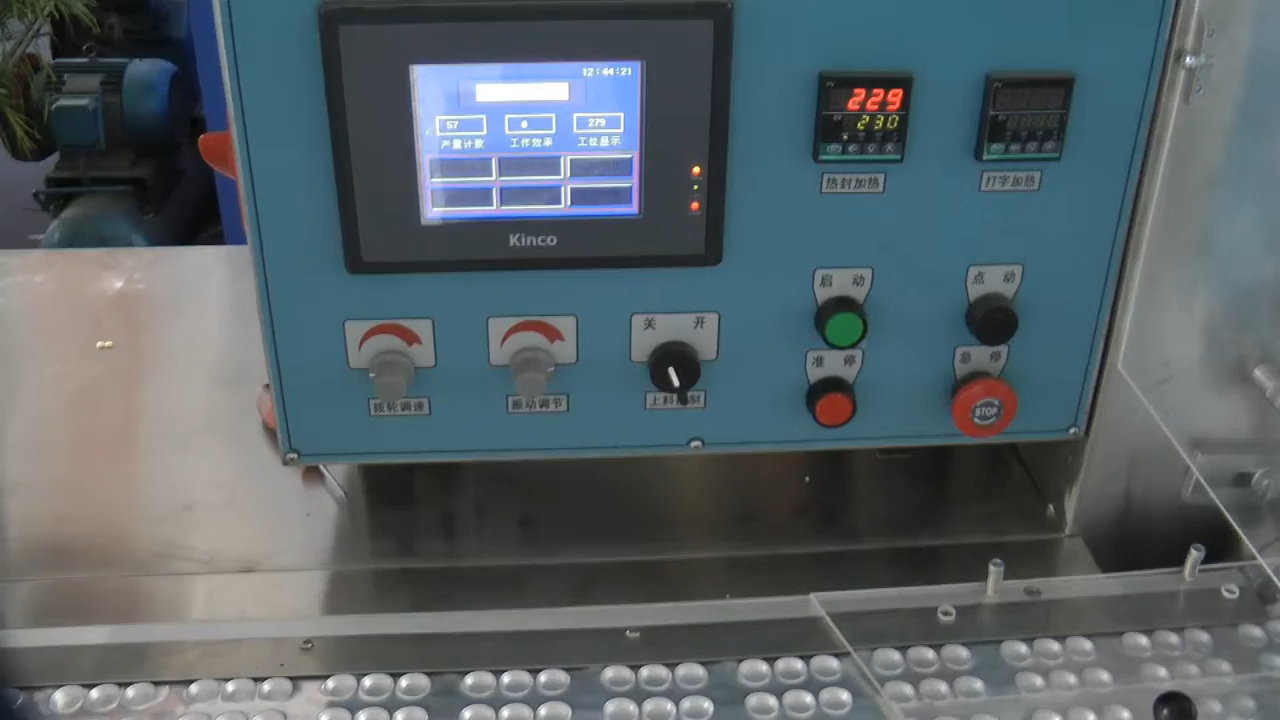 12:44:21
57
0
279
产量计数
工作效率
工位显示
Kinco
PV
229
SV
230
热封加热
打字加热
启 动
点 动
准 停
急 停
STOP
关 开
拨轮调速
振动调节
上料控制